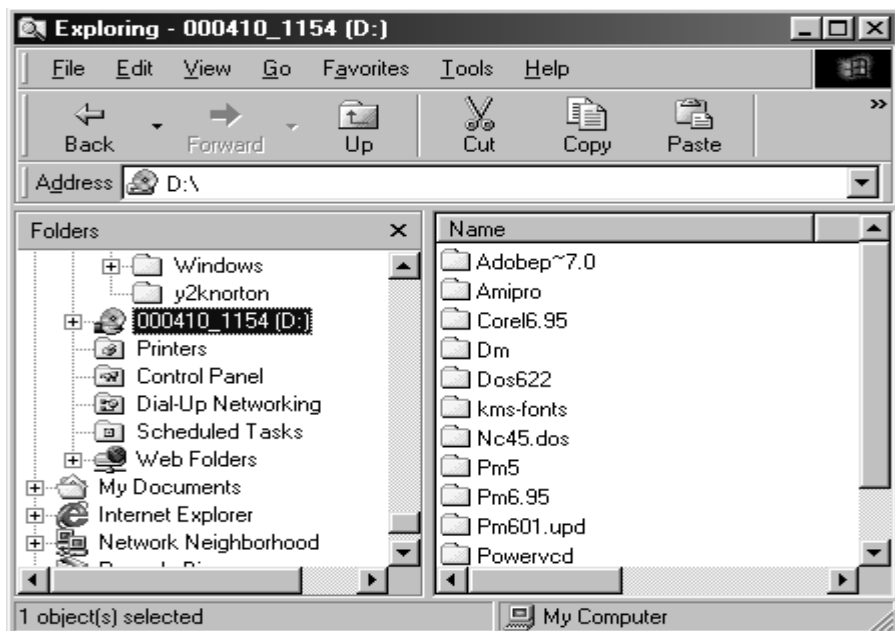 Exploring - 000410_1154 (D:)
File Edit View Go Favorites Tools Help
Back Forward Up Cut Copy Paste »
Address D:\
Folders
Windows
y2knorton
000410_1154 (D:)
Printers
Control Panel
Dial-Up Networking
Scheduled Tasks
Web Folders
My Documents
Internet Explorer
Network Neighborhood
Name
Adobep~7.0
Amipro
Corel6.95
Dm
Dos622
kms-fonts
Nc45.dos
Pm5
Pm6.95
Pm601.upd
Powervcd
1 object(s) selected
My Computer